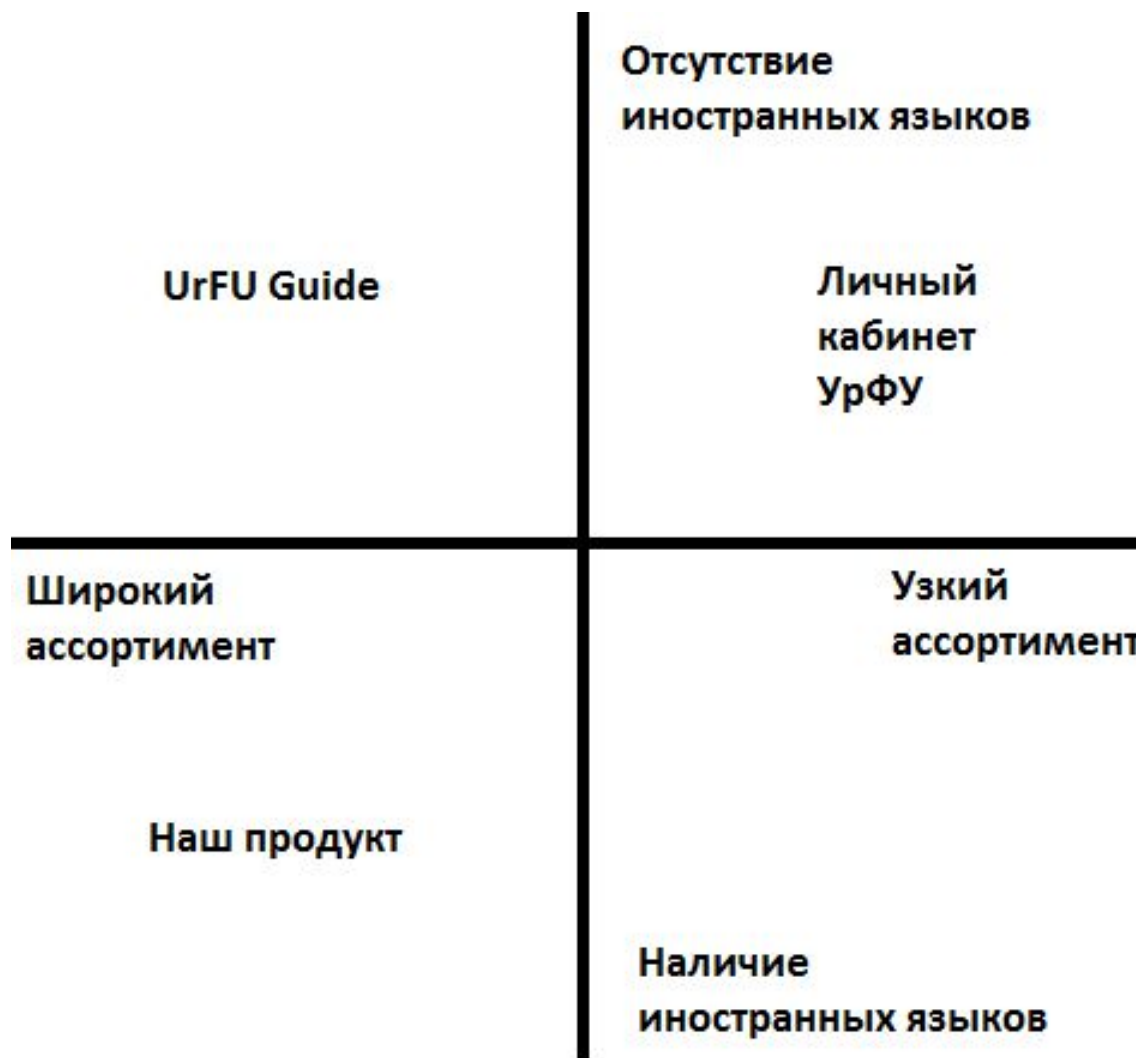 Отсутствие
иностранных языков
UrFU Guide
Личный
кабинет
УрФУ
Широкий
ассортимент
Узкий
ассортимент
Наш продукт
Наличие
иностранных языков